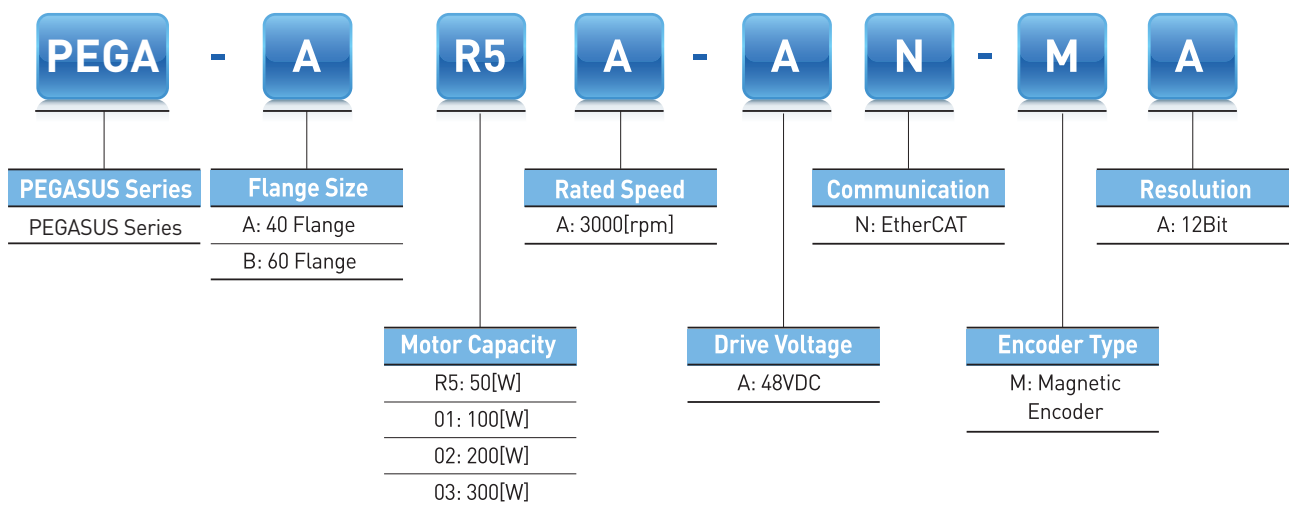 PEGA - A R5 A - A N - M A
PEGASUS Series
PEGASUS Series
Flange Size
A: 40 Flange
B: 60 Flange
Rated Speed
A: 3000[rpm]
Communication
N: EtherCAT
Resolution
A: 12Bit
Motor Capacity
R5: 50[W]
01: 100[W]
02: 200[W]
03: 300[W]
Drive Voltage
A: 48VDC
Encoder Type
M: Magnetic
Encoder